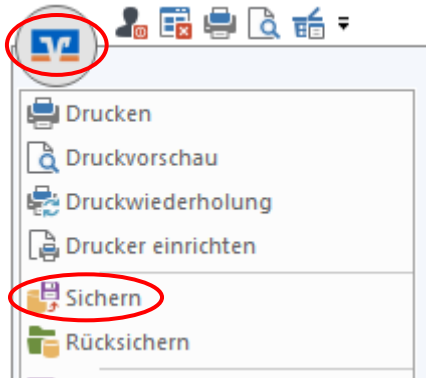 Drucken
Druckvorschau
Druckwiederholung
Drucker einrichten
Sichern
Rücksichern